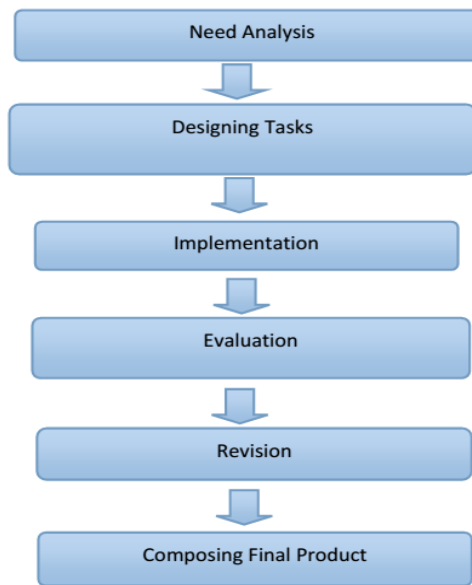 Need Analysis
Designing Tasks
Implementation
Evaluation
Revision
Composing Final Product